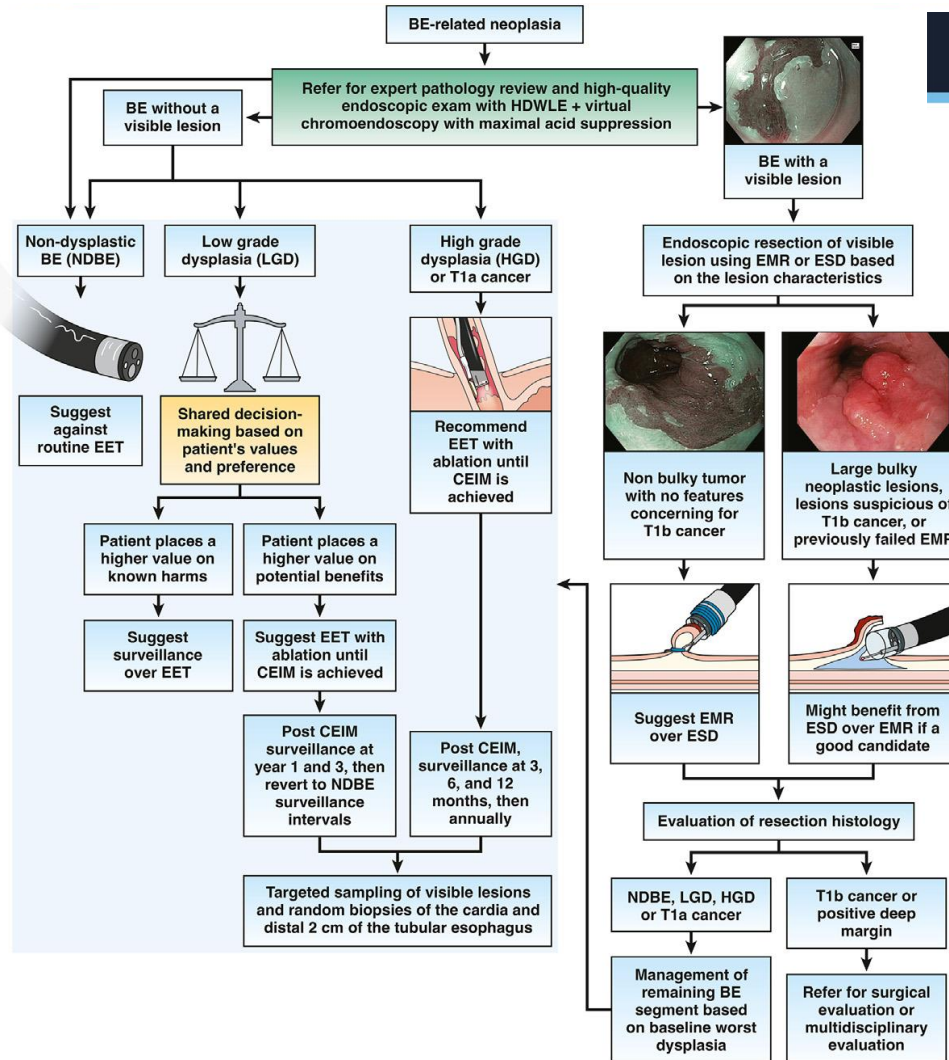 BE-related neoplasia
Refer for expert pathology review and high-quality
endoscopic exam with HDWLE + virtual
chromoendoscopy with maximal acid suppression
BE without a
visible lesion
BE with a
visible lesion
Non-dysplastic
BE (NDBE)
Low grade
dysplasia (LGD)
High grade
dysplasia (HGD)
or T1a cancer
Suggest
against
routine EET
Shared decision-
making based on
patient's values
and preference
Recommend
EET with
ablation until
CEIM is
achieved
Patient places a
higher value on
known harms
Patient places a
higher value on
potential benefits
Suggest
surveillance
over EET
Suggest EET with
ablation until
CEIM is achieved
Post CEIM
surveillance at
year 1 and 3, then
revert to NDBE
surveillance
intervals
Post CEIM,
surveillance at 3,
6, and 12
months, then
annually
Targeted sampling of visible lesions
and random biopsies of the cardia and
distal 2 cm of the tubular esophagus
Endoscopic resection of visible
lesion using EMR or ESD based
on the lesion characteristics
Non bulky tumor
with no features
concerning for
T1b cancer
Large bulky
neoplastic lesions,
lesions suspicious of
T1b cancer, or
previously failed EMR
Suggest EMR
over ESD
Might benefit from
ESD over EMR if a
good candidate
Evaluation of resection histology
NDBE, LGD, HGD
or T1a cancer
T1b cancer or
positive deep
margin
Management of
remaining BE
segment based
on baseline worst
dysplasia
Refer for surgical
evaluation or
multidisciplinary
evaluation